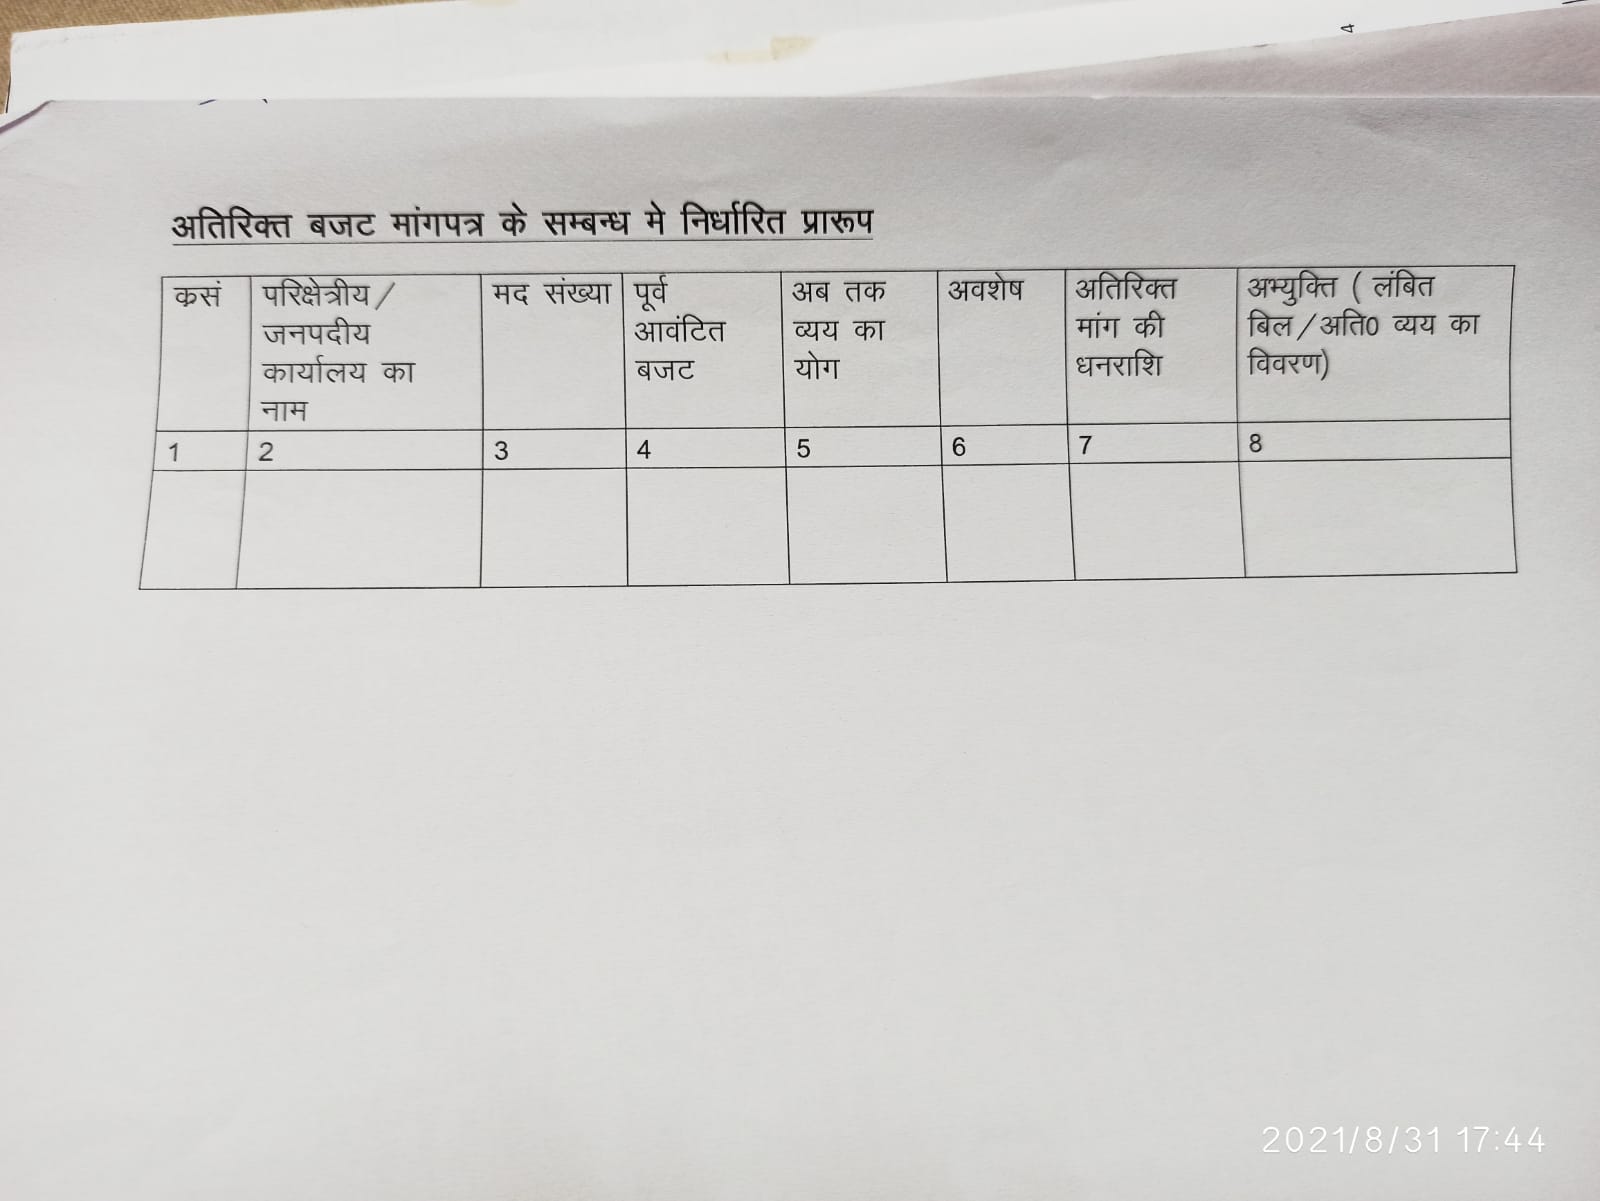 अतिरिक्त बजट मांगपत्र के सम्बन्ध मे निर्धारित प्रारूप
क्रसं
परिक्षेत्रीय/
जनपदीय
कार्यालय का
नाम
मद संख्या
पूर्व
आवंटित
बजट
अब तक
व्यय का
योग
अवशेष
अतिरिक्त
मांग की
धनराशि
अभ्युक्ति ( लंबित
बिल/अति0 व्यय का
विवरण)
1 2 3 4 5 6 7 8
2021/8/31 17:44